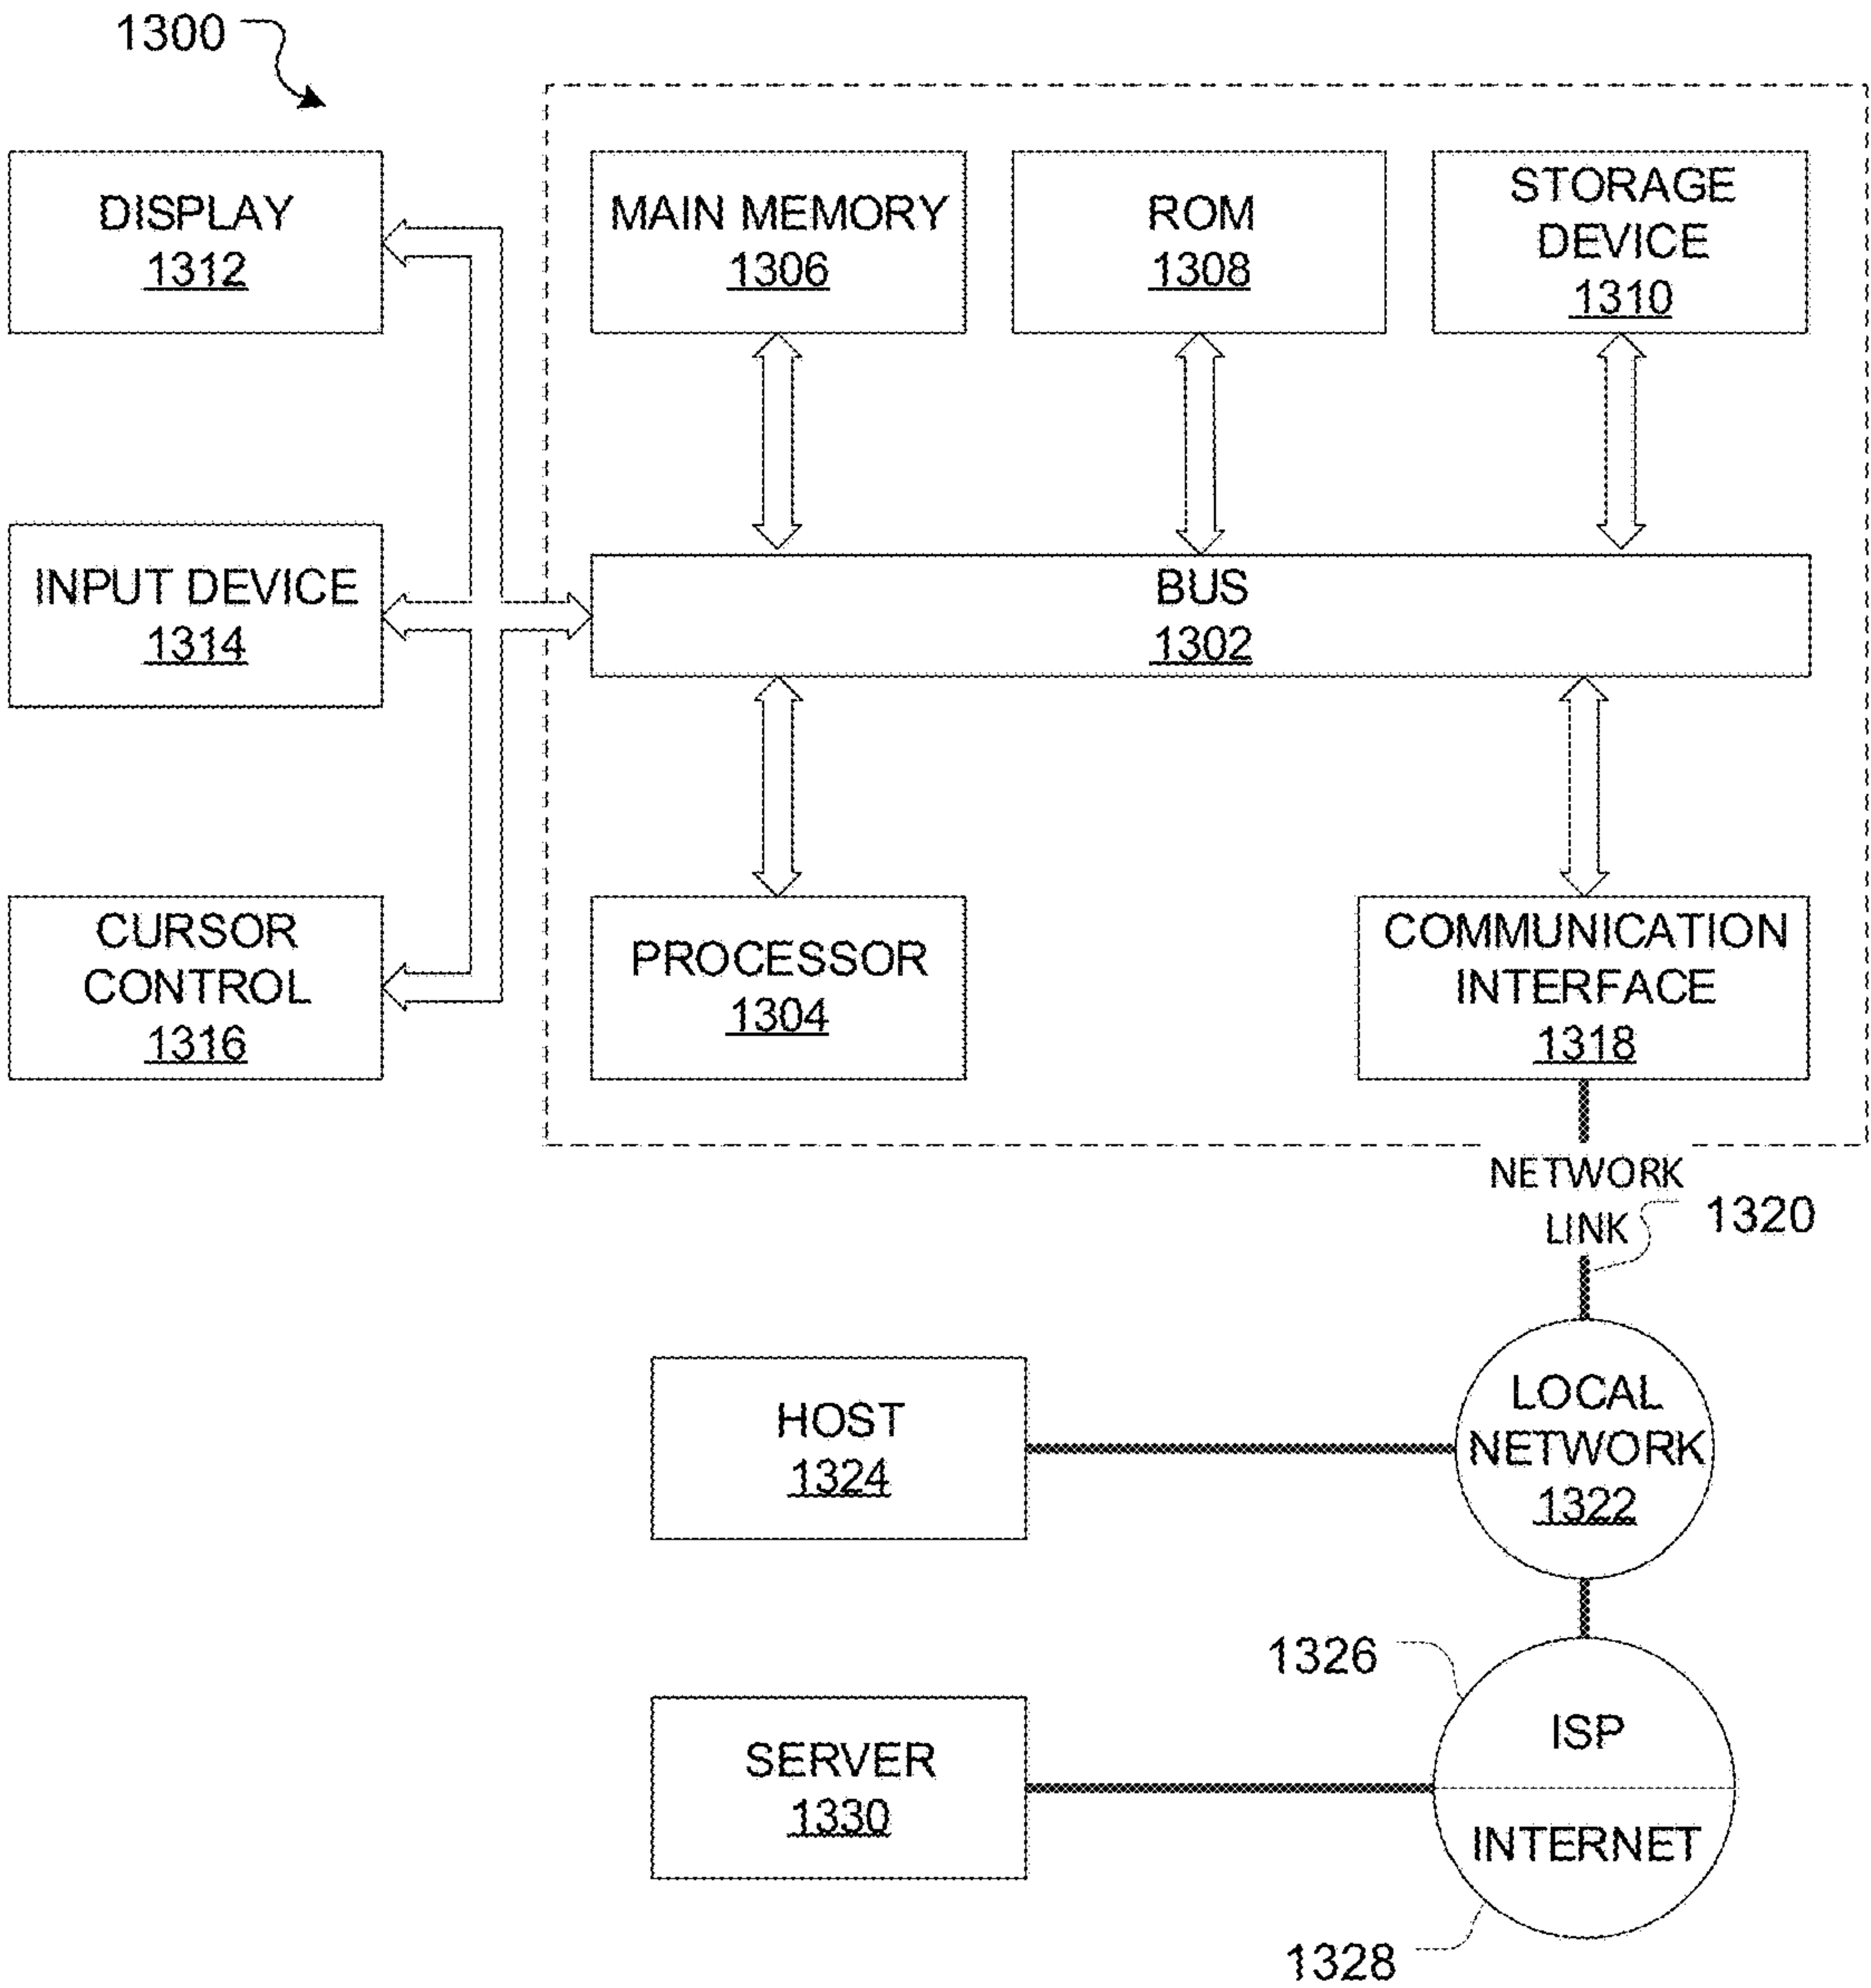 1300
DISPLAY
1312
MAIN MEMORY
1306
ROM
1308
STORAGE
DEVICE
1310
INPUT DEVICE
1314
BUS
1302
CURSOR
CONTROL
1316
PROCESSOR
1304
COMMUNICATION
INTERFACE
1318
NETWORK
LINK
1320
HOST
1324
LOCAL
NETWORK
1322
1326
ISP
SERVER
1330
INTERNET
1328